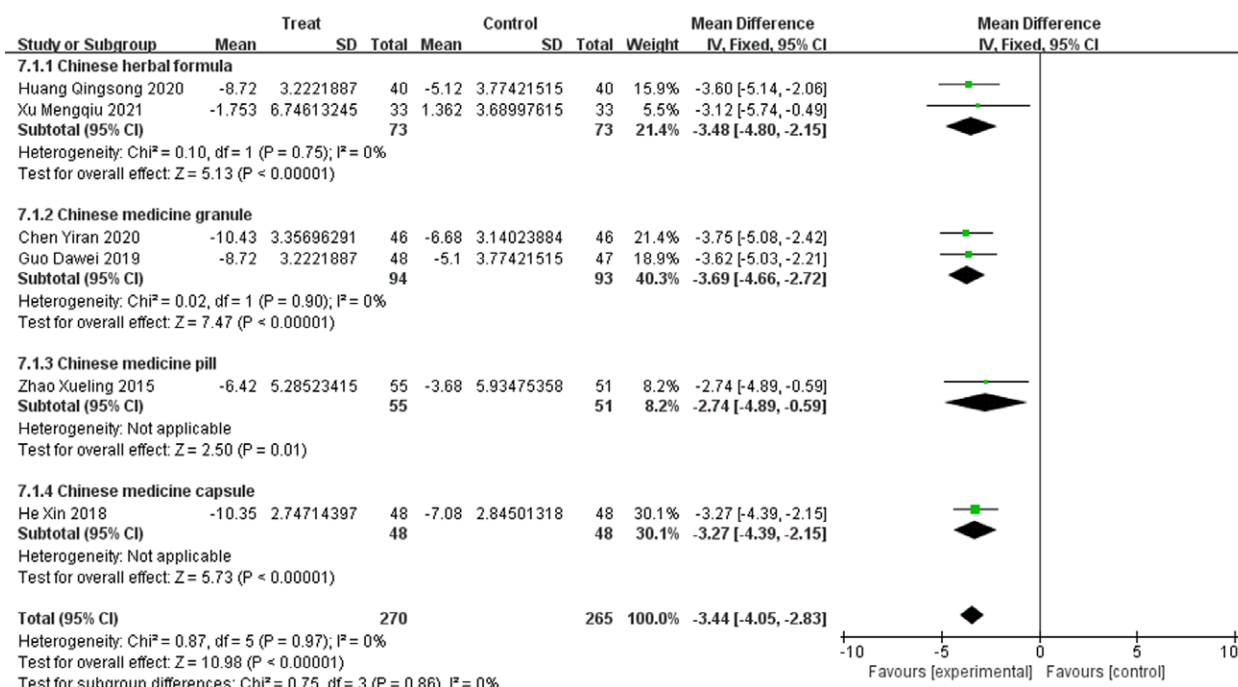 Treat Control Mean Difference Mean Difference
Study or Subgroup Mean SD Total Mean SD Total Weight IV, Fixed, 95% CI IV, Fixed, 95% CI
7.1.1 Chinese herbal formula
Huang Qingsong 2020 -8.72 3.2221887 40 -5.12 3.77421515 40 15.9% -3.60 [-5.14, -2.06]
Xu Mengqiu 2021 -1.753 6.74613245 33 1.362 3.68997615 33 5.5% -3.12 [-5.74, -0.49]
Subtotal (95% CI) 73 73 21.4% -3.48 [-4.80, -2.15]
Heterogeneity: Chi² = 0.10, df = 1 (P = 0.75); I² = 0%
Test for overall effect: Z = 5.13 (P < 0.00001)
7.1.2 Chinese medicine granule
Chen Yiran 2020 -10.43 3.35696291 46 -6.68 3.14023884 46 21.4% -3.75 [-5.08, -2.42]
Guo Dawei 2019 -8.72 3.2221887 48 -5.1 3.77421515 47 18.9% -3.62 [-5.03, -2.21]
Subtotal (95% CI) 94 93 40.3% -3.69 [-4.66, -2.72]
Heterogeneity: Chi² = 0.02, df = 1 (P = 0.90); I² = 0%
Test for overall effect: Z = 7.47 (P < 0.00001)
7.1.3 Chinese medicine pill
Zhao Xueling 2015 -6.42 5.28523415 55 -3.68 5.93475358 51 8.2% -2.74 [-4.89, -0.59]
Subtotal (95% CI) 55 51 8.2% -2.74 [-4.89, -0.59]
Heterogeneity: Not applicable
Test for overall effect: Z = 2.50 (P = 0.01)
7.1.4 Chinese medicine capsule
He Xin 2018 -10.35 2.74714397 48 -7.08 2.84501318 48 30.1% -3.27 [-4.39, -2.15]
Subtotal (95% CI) 48 48 30.1% -3.27 [-4.39, -2.15]
Heterogeneity: Not applicable
Test for overall effect: Z = 5.73 (P < 0.00001)
Total (95% CI) 270 265 100.0% -3.44 [-4.05, -2.83]
Heterogeneity: Chi² = 0.87, df = 5 (P = 0.97); I² = 0%
Test for overall effect: Z = 10.98 (P < 0.00001)
Test for subgroup differences: Chi² = 0.75, df = 3 (P = 0.86), I² = 0%
-10 -5 0 5 10
Favours [experimental] Favours [control]